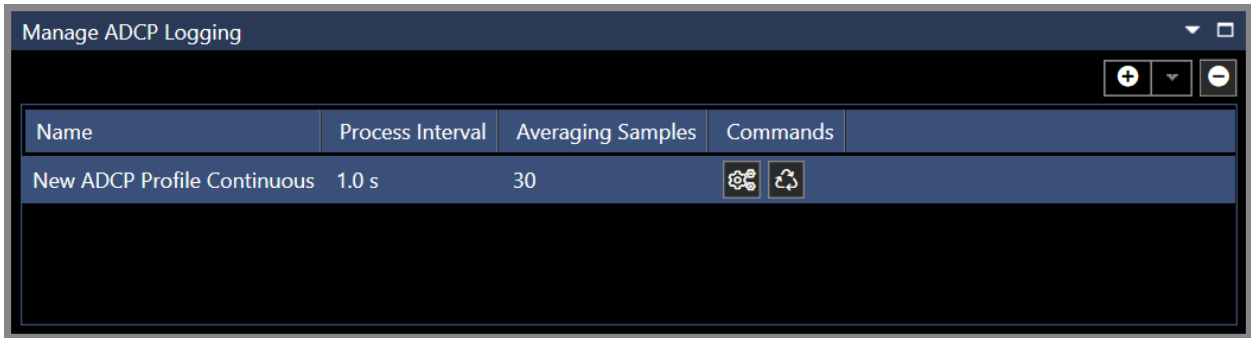 Manage ADCP Logging
Name Process Interval Averaging Samples Commands
New ADCP Profile Continuous 1.0 s 30